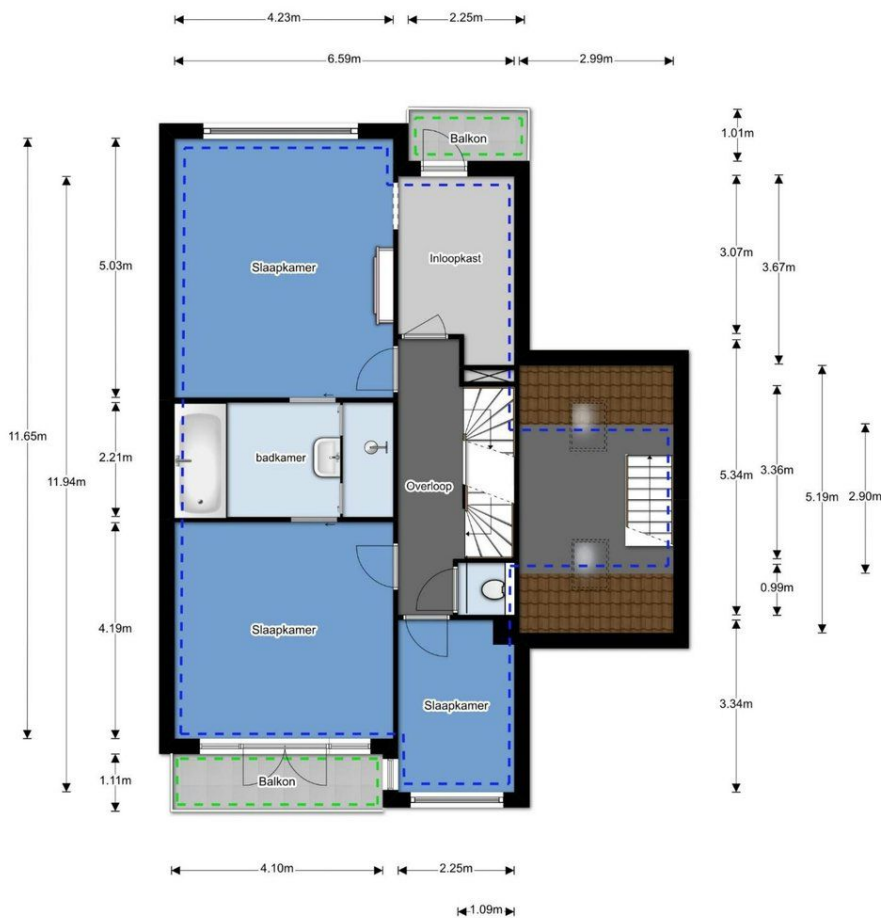 4.23m
2.25m
6.59m
2.99m
Balkon
1.01m
Slaapkamer
Inloopkast
5.03m
3.07m
3.67m
11.65m
11.94m
2.21m
badkamer
Overloop
5.34m
3.36m
5.19m
2.90m
0.99m
4.19m
Slaapkamer
Slaapkamer
3.34m
1.11m
Balkon
4.10m
2.25m
1.09m